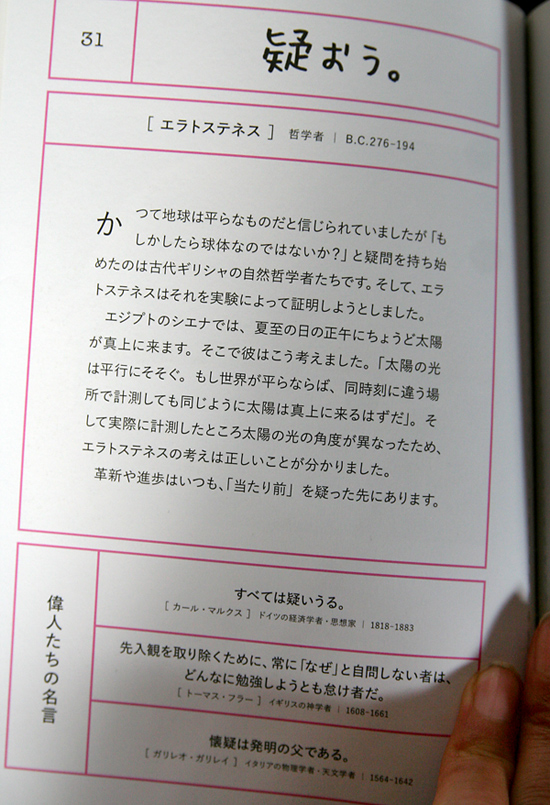 31
疑おう。
[ エラトステネス ] 哲学者 | B.C.276-194
かつて地球は平らなものだと信じられていましたが「も
しかしたら球体なのではないか？」と疑問を持ち始
めたのは古代ギリシャの自然哲学者たちです。そして、エラ
トステネスはそれを実験によって証明しようとしました。
エジプトのシエナでは、夏至の日の正午にちょうど太陽
が真上に来ます。そこで彼はこう考えました。「太陽の光
は平行にそそぐ。もし世界が平らならば、同時刻に違う場
所で計測しても同じように太陽は真上に来るはずだ」。そ
して実際に計測したところ太陽の光の角度が異なったため、
エラトステネスの考えは正しいことが分かりました。
革新や進歩はいつも、「当たり前」を疑った先にあります。
偉人たちの名言
すべては疑いうる。
[ カール・マルクス ] ドイツの経済学者・思想家 | 1818-1883
先入観を取り除くために、常に「なぜ」と自問しない者は、
どんなに勉強しようとも怠け者だ。
[ トーマス・フラー ] イギリスの神学者 | 1608-1661
懐疑は発明の父である。
[ ガリレオ・ガリレイ ] イタリアの物理学者・天文学者 | 1564-1642